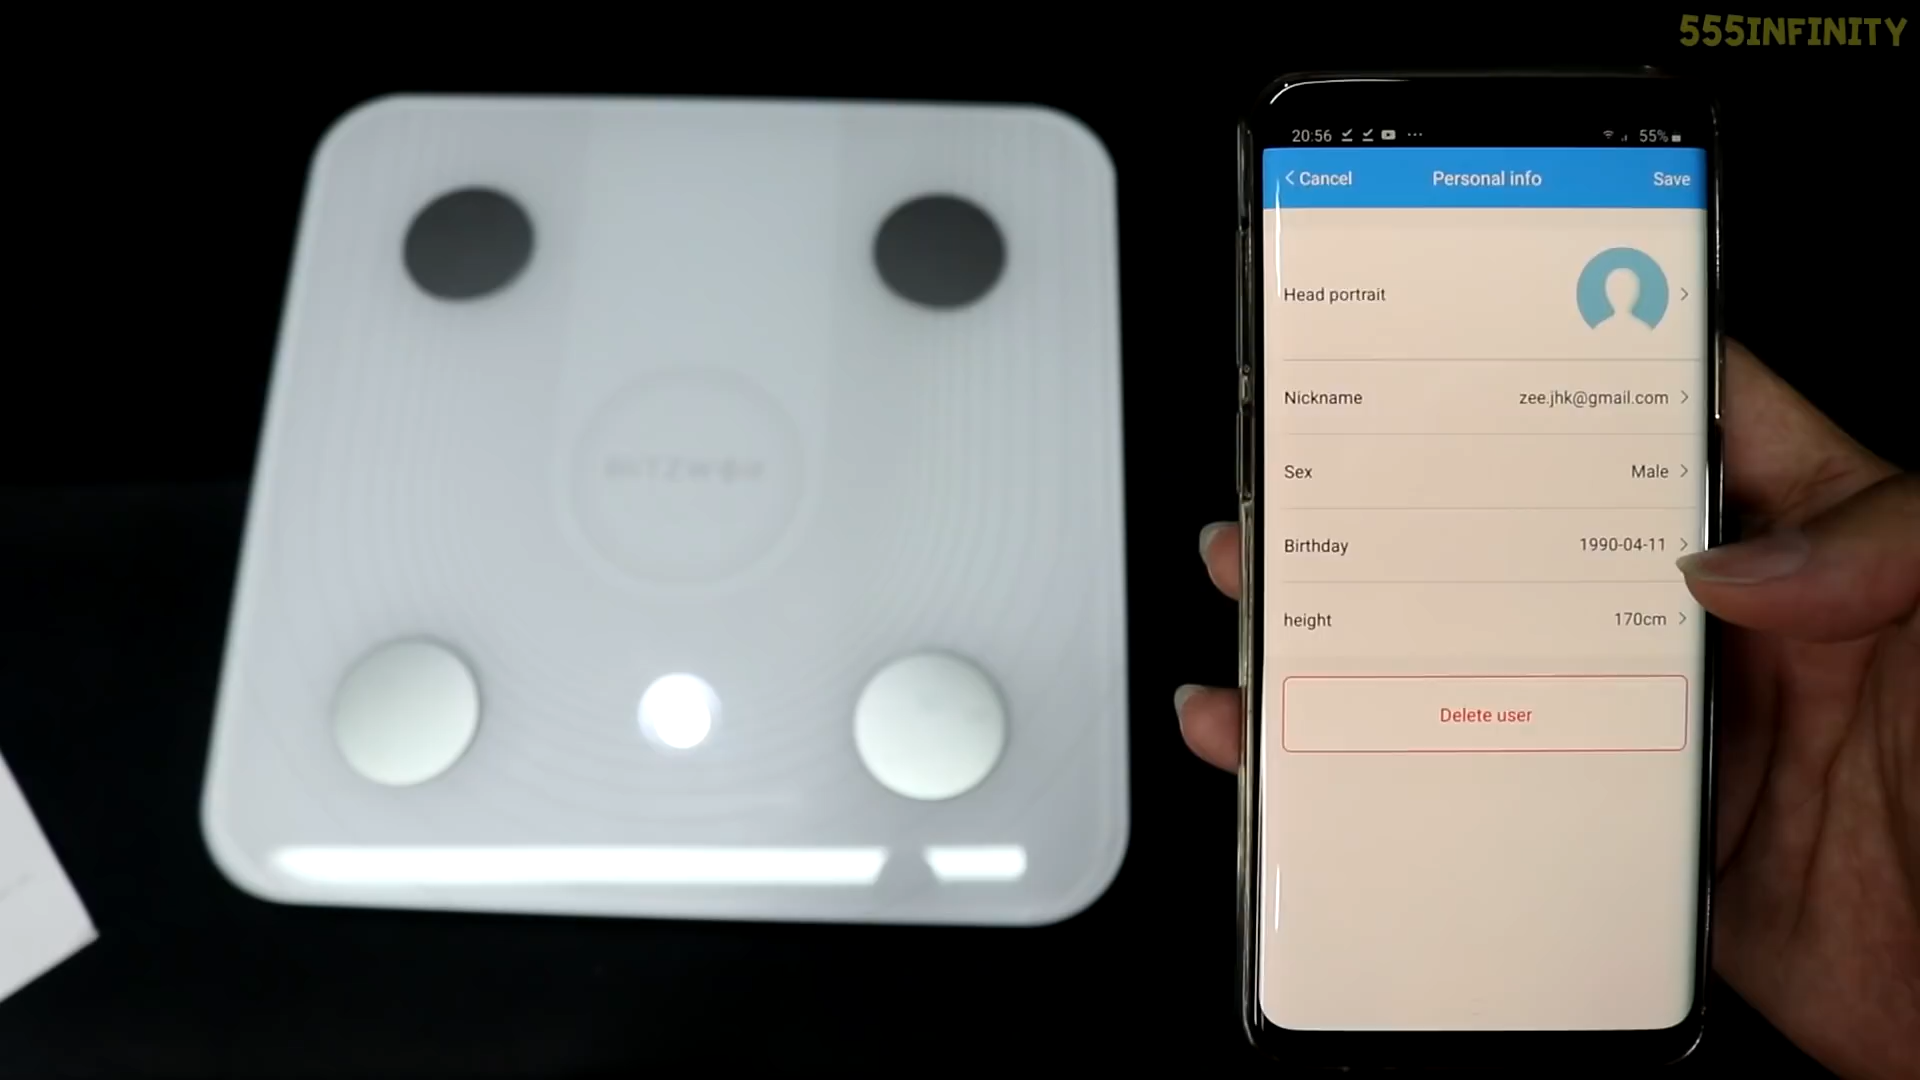 555INFINITY
20:56
55%
Cancel
Personal info
Save
Head portrait
Nickname
zee.jhk@gmail.com
Sex
Male
Birthday
1990-04-11
height
170cm
Delete user